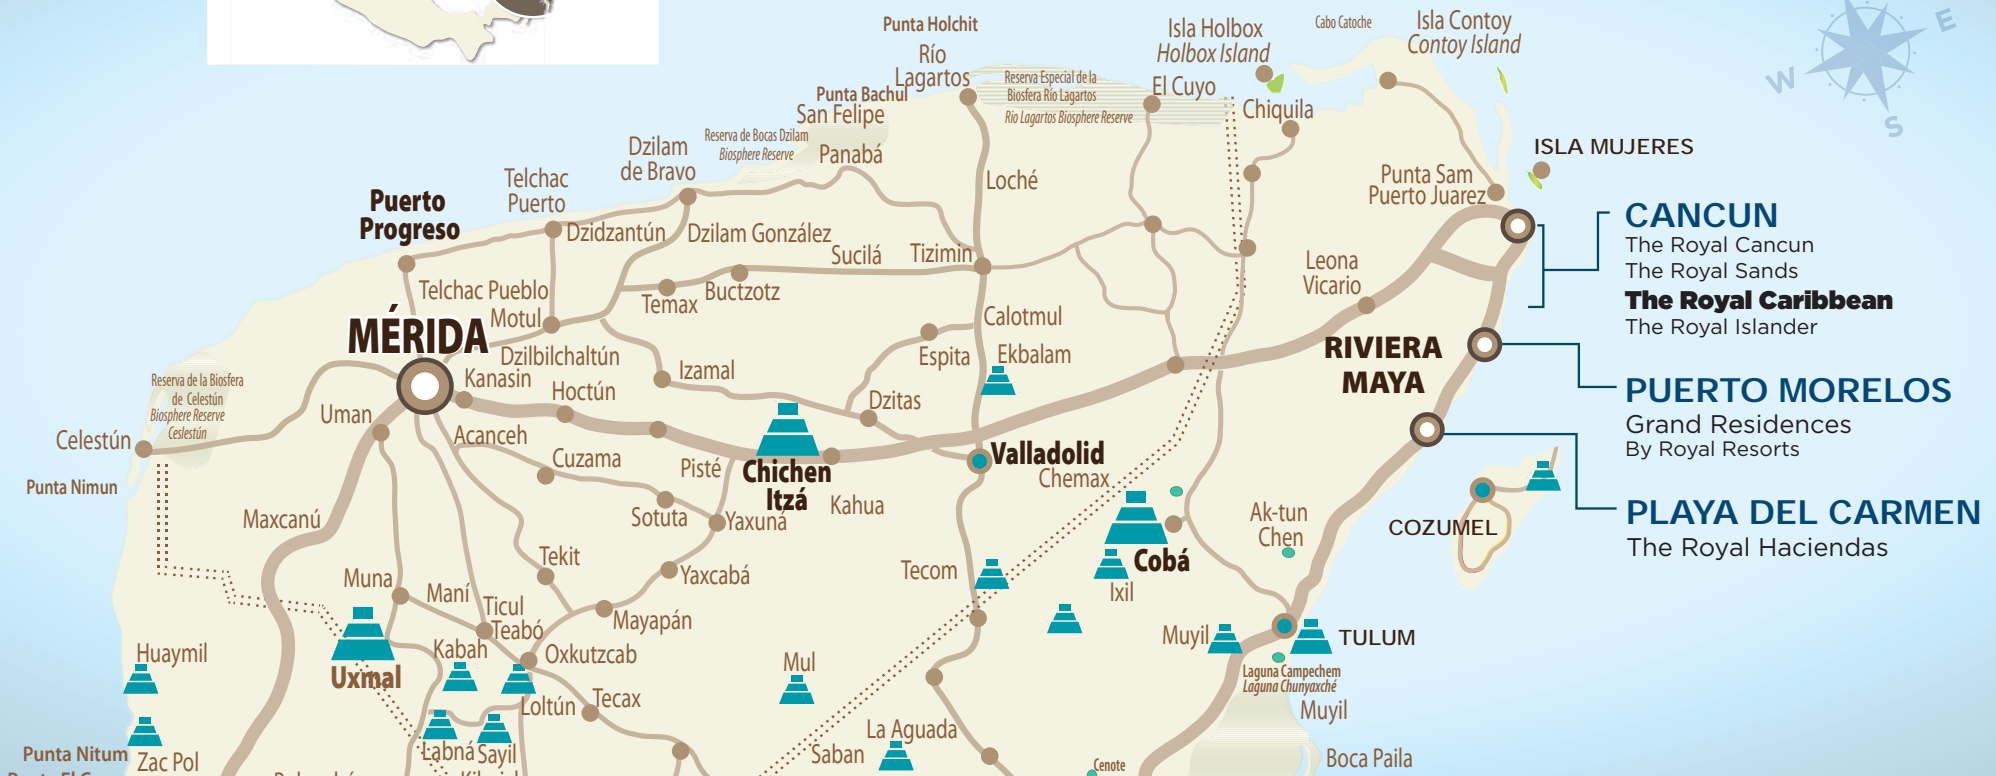 Punta Holchit
Río
Lagartos
Isla Holbox
Holbox Island
Cabo Catoche
Isla Contoy
Contoy Island
E
W
S
Reserva Especial de la
Biosfera Río Lagartos
Rio Lagartos Biosphere Reserve
El Cuyo
Chiquila
Punta Bachul
San Felipe
Reserva de Bocas Dzilam
Biosphere Reserve
Panabá
Dzilam
de Bravo
Telchac
Puerto
Puerto
Progreso
Loché
ISLA MUJERES
Punta Sam
Puerto Juarez
CANCUN
The Royal Cancun
The Royal Sands
The Royal Caribbean
The Royal Islander
Dzidzantún
Dzilam González
Sucilá
Tizimin
Leona
Vicario
Telchac Pueblo
Motul
Temax
Buctzotz
Calotmul
MÉRIDA
Dzilbilchaltún
Kanasin
Hoctún
Izamal
Espita
Ekbalam
RIVIERA
MAYA
PUERTO MORELOS
Grand Residences
By Royal Resorts
Reserva de la Biosfera
de Celestún
Biosphere Reserve
Ceslestún
Uman
Celestún
Acanceh
Dzitas
Cuzama
Pisté
Chichen
Itzá
Valladolid
Chemax
Punta Nimun
Maxcanú
Sotuta
Yaxuná
Kahua
Ak-tun
Chen
COZUMEL
PLAYA DEL CARMEN
The Royal Haciendas
Tekit
Yaxcabá
Tecom
Cobá
Ixil
Muna
Maní
Ticul
Teabó
Mayapán
Muyil
TULUM
Huaymil
Uxmal
Kabah
Oxkutzcab
Mul
Laguna Campechem
Laguna Chunyaxché
Loltún
Tecax
Muyil
La Aguada
Saban
Labná
Sayil
Punta Nitum
Zac Pol
Boca Paila
Cenote